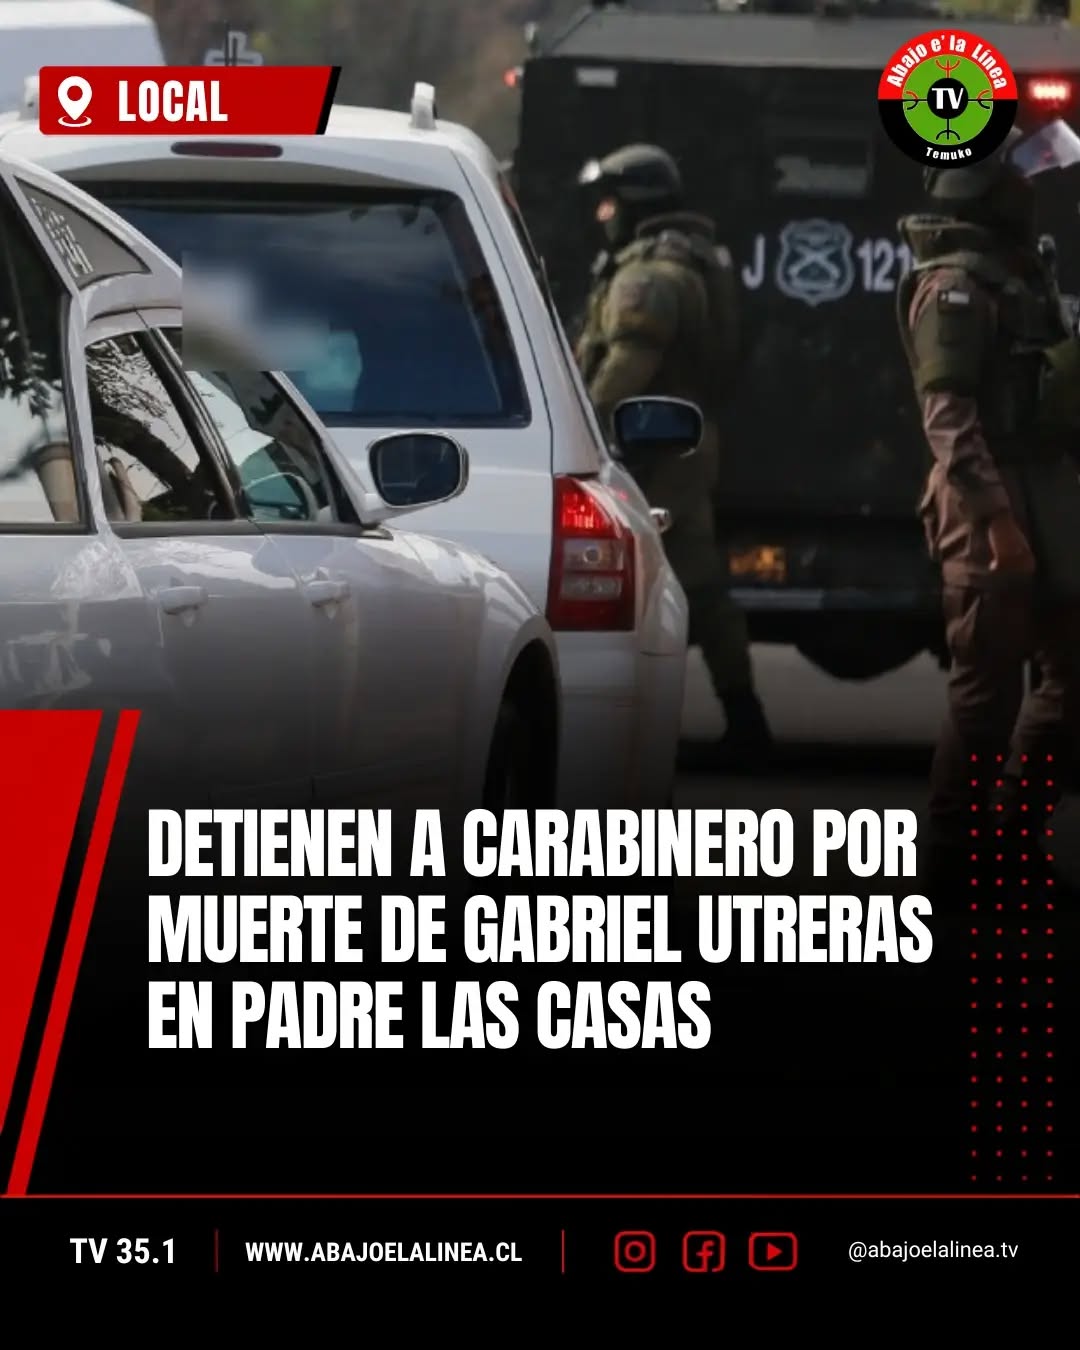 LOCAL
Abajo e' la Línea
TV
Temuko
J 121
DETIENEN A CARABINERO POR
MUERTE DE GABRIEL UTRERAS
EN PADRE LAS CASAS
TV 35.1
WWW.ABAJOELALINEA.CL
@abajoelalinea.tv